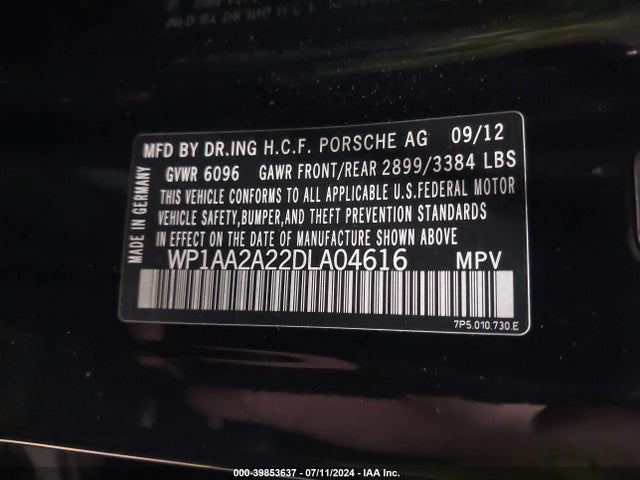 MFD BY DR.ING H.C.F. PORSCHE AG 09/12
GVWR 6096 GAWR FRONT/REAR 2899/3384 LBS
THIS VEHICLE CONFORMS TO ALL APPLICABLE U.S.FEDERAL MOTOR
VEHICLE SAFETY,BUMPER,AND THEFT PREVENTION STANDARDS
IN EFFECT ON THE DATE OF MANUFACTURE SHOWN ABOVE
MADE IN GERMANY
WP1AA2A22DLA04616 MPV
7P5.010.730.E
000-39853637 - 07/11/2024 - IAA Inc.